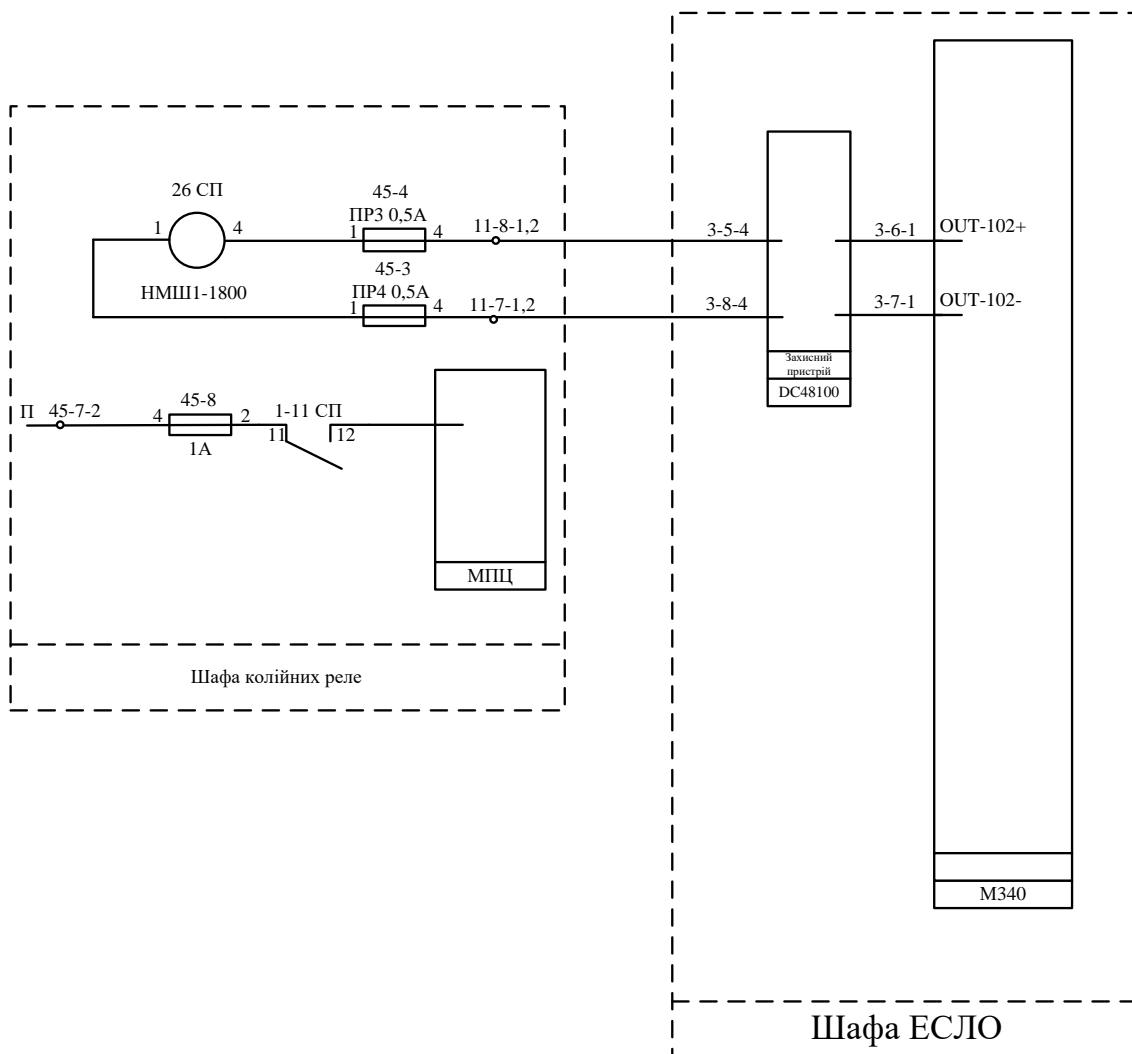 26 СП
1
4
НМШ1-1800
45-4
ПР3 0,5А
1
4
11-8-1,2
45-3
ПР4 0,5А
1
4
11-7-1,2
3-5-4
3-8-4
3-6-1
3-7-1
OUT-102+
OUT-102-
Захисний
пристрій
DC48100
П
45-7-2
4
45-8
2
1А
1-11 СП
11
12
МПЦ
Шафа колійних реле
М340
Шафа ЕСЛО